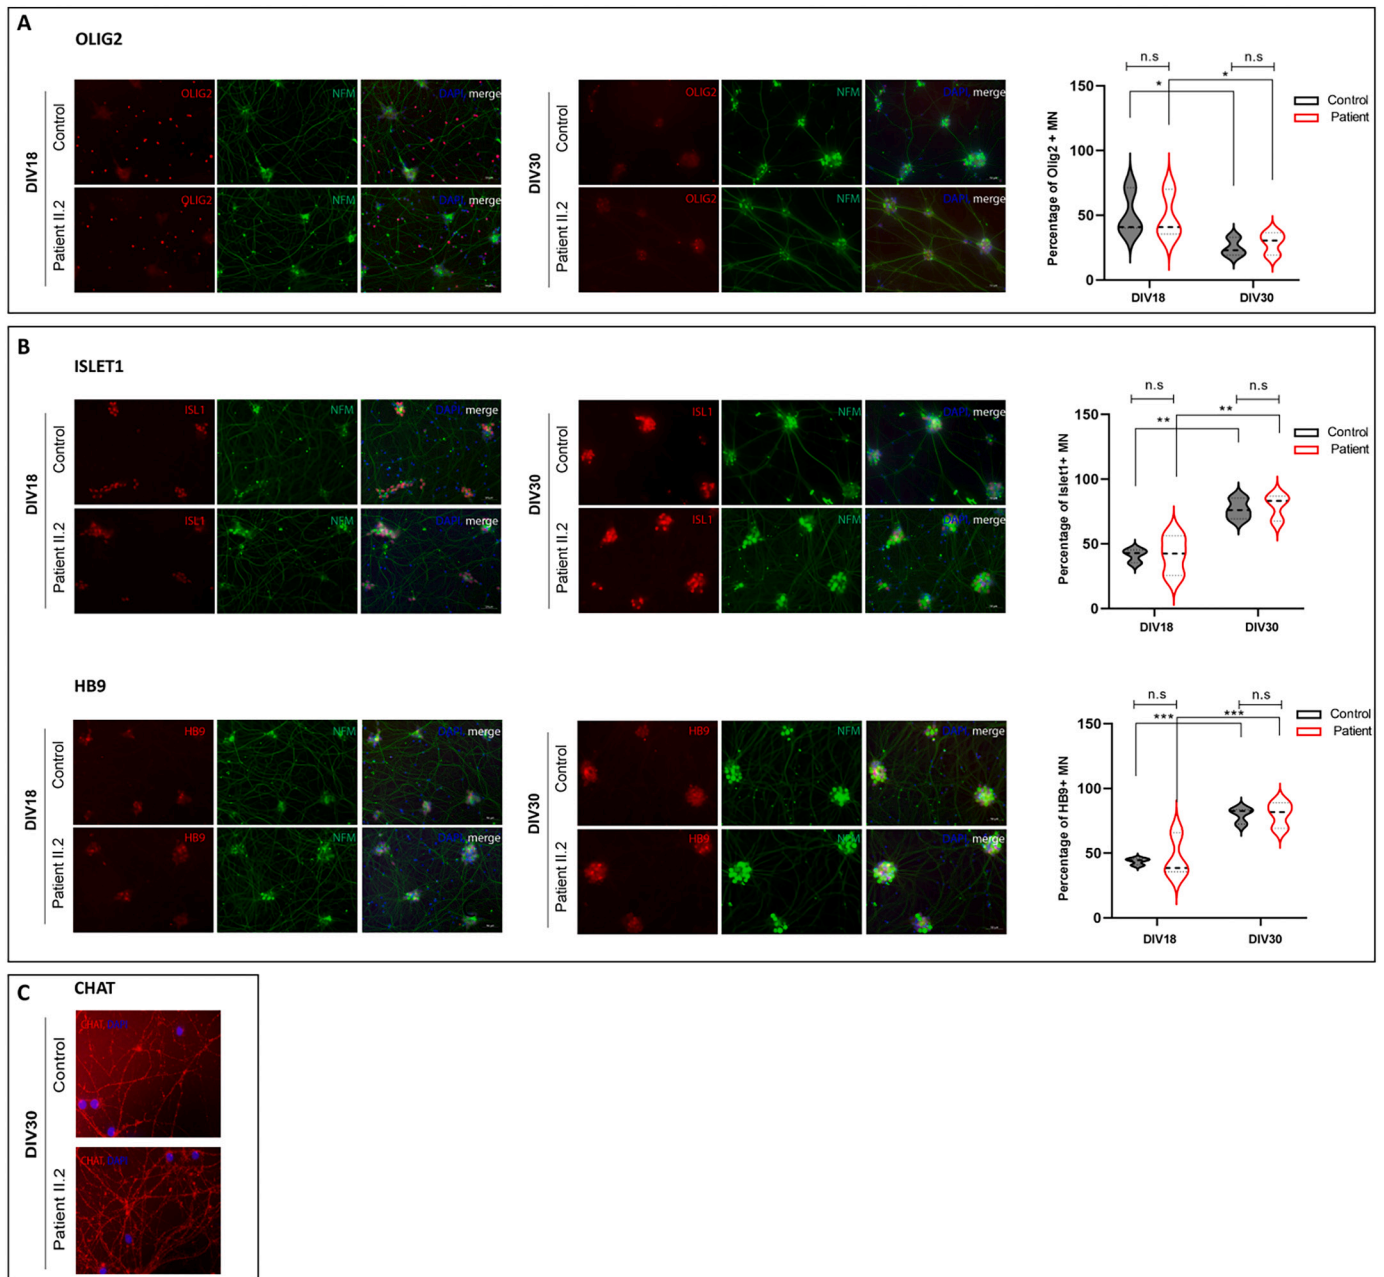 A
OLIG2
DIV18
Control
Patient II.2
OLIG2
NFM
DAPI, merge
OLIG2
NFM
DAPI, merge
DIV30
Control
Patient II.2
OLIG2
NFM
DAPI, merge
OLIG2
NFM
DAPI, merge
n.s
n.s
*
*
Percentage of Olig2 + MN
150
100
50
0
DIV18
DIV30
Control
Patient
B
ISLET1
DIV18
Control
Patient II.2
ISL1
NFM
DAPI, merge
ISL1
NFM
DAPI, merge
DIV30
Control
Patient II.2
ISL1
NFM
DAPI, merge
ISL1
NFM
DAPI, merge
n.s
n.s
**
**
Percentage of Islet1+ MN
150
100
50
0
DIV18
DIV30
Control
Patient
HB9
DIV18
Control
Patient II.2
HB9
NFM
DAPI, merge
HB9
NFM
DAPI, merge
DIV30
Control
Patient II.2
HB9
NFM
DAPI, merge
HB9
NFM
DAPI, merge
n.s
n.s
***
***
Percentage of HB9+ MN
150
100
50
0
DIV18
DIV30
Control
Patient
C
CHAT
DIV30
Control
Patient II.2
CHAT, DAPI
CHAT, DAPI